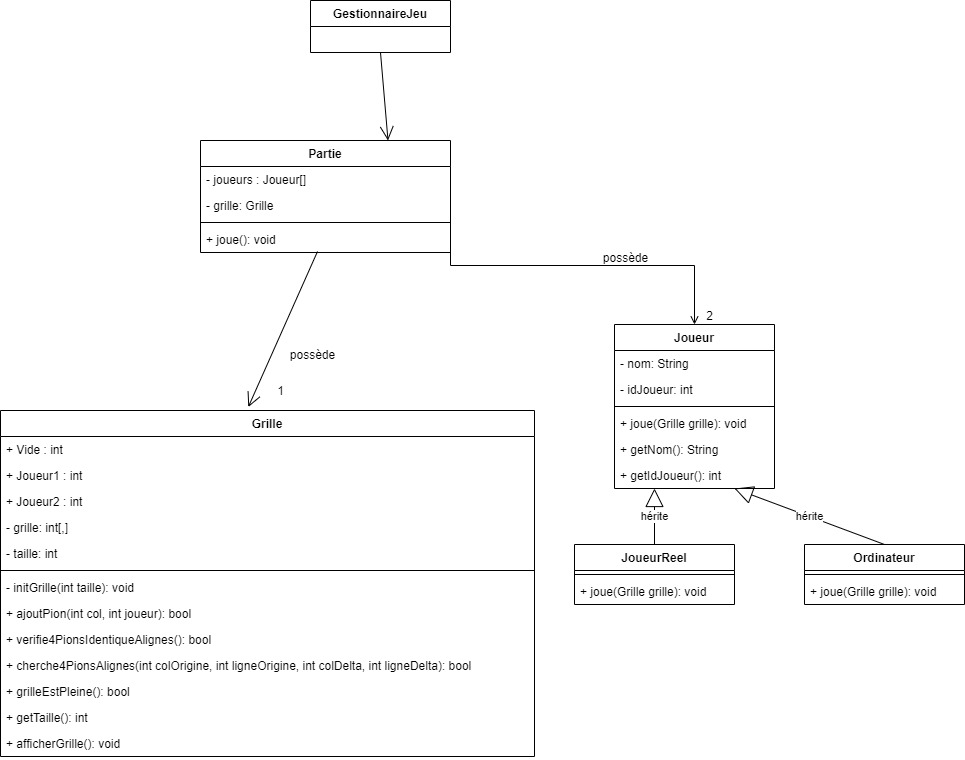 GestionnaireJeu
Partie
- joueurs : Joueur[]
- grille: Grille
+ joue(): void
possède
2
possède
1
Joueur
- nom: String
- idJoueur: int
+ joue(Grille grille): void
+ getNom(): String
+ getIdJoueur(): int
Grille
+ Vide : int
+ Joueur1 : int
+ Joueur2 : int
- grille: int[,]
- taille: int
- initGrille(int taille): void
+ ajoutPion(int col, int joueur): bool
+ verifie4PionsIdentiqueAlignes(): bool
+ cherche4PionsAlignes(int colOrigine, int ligneOrigine, int colDelta, int ligneDelta): bool
+ grilleEstPleine(): bool
+ getTaille(): int
+ afficherGrille(): void
hérite
hérite
JoueurReel
+ joue(Grille grille): void
Ordinateur
+ joue(Grille grille): void